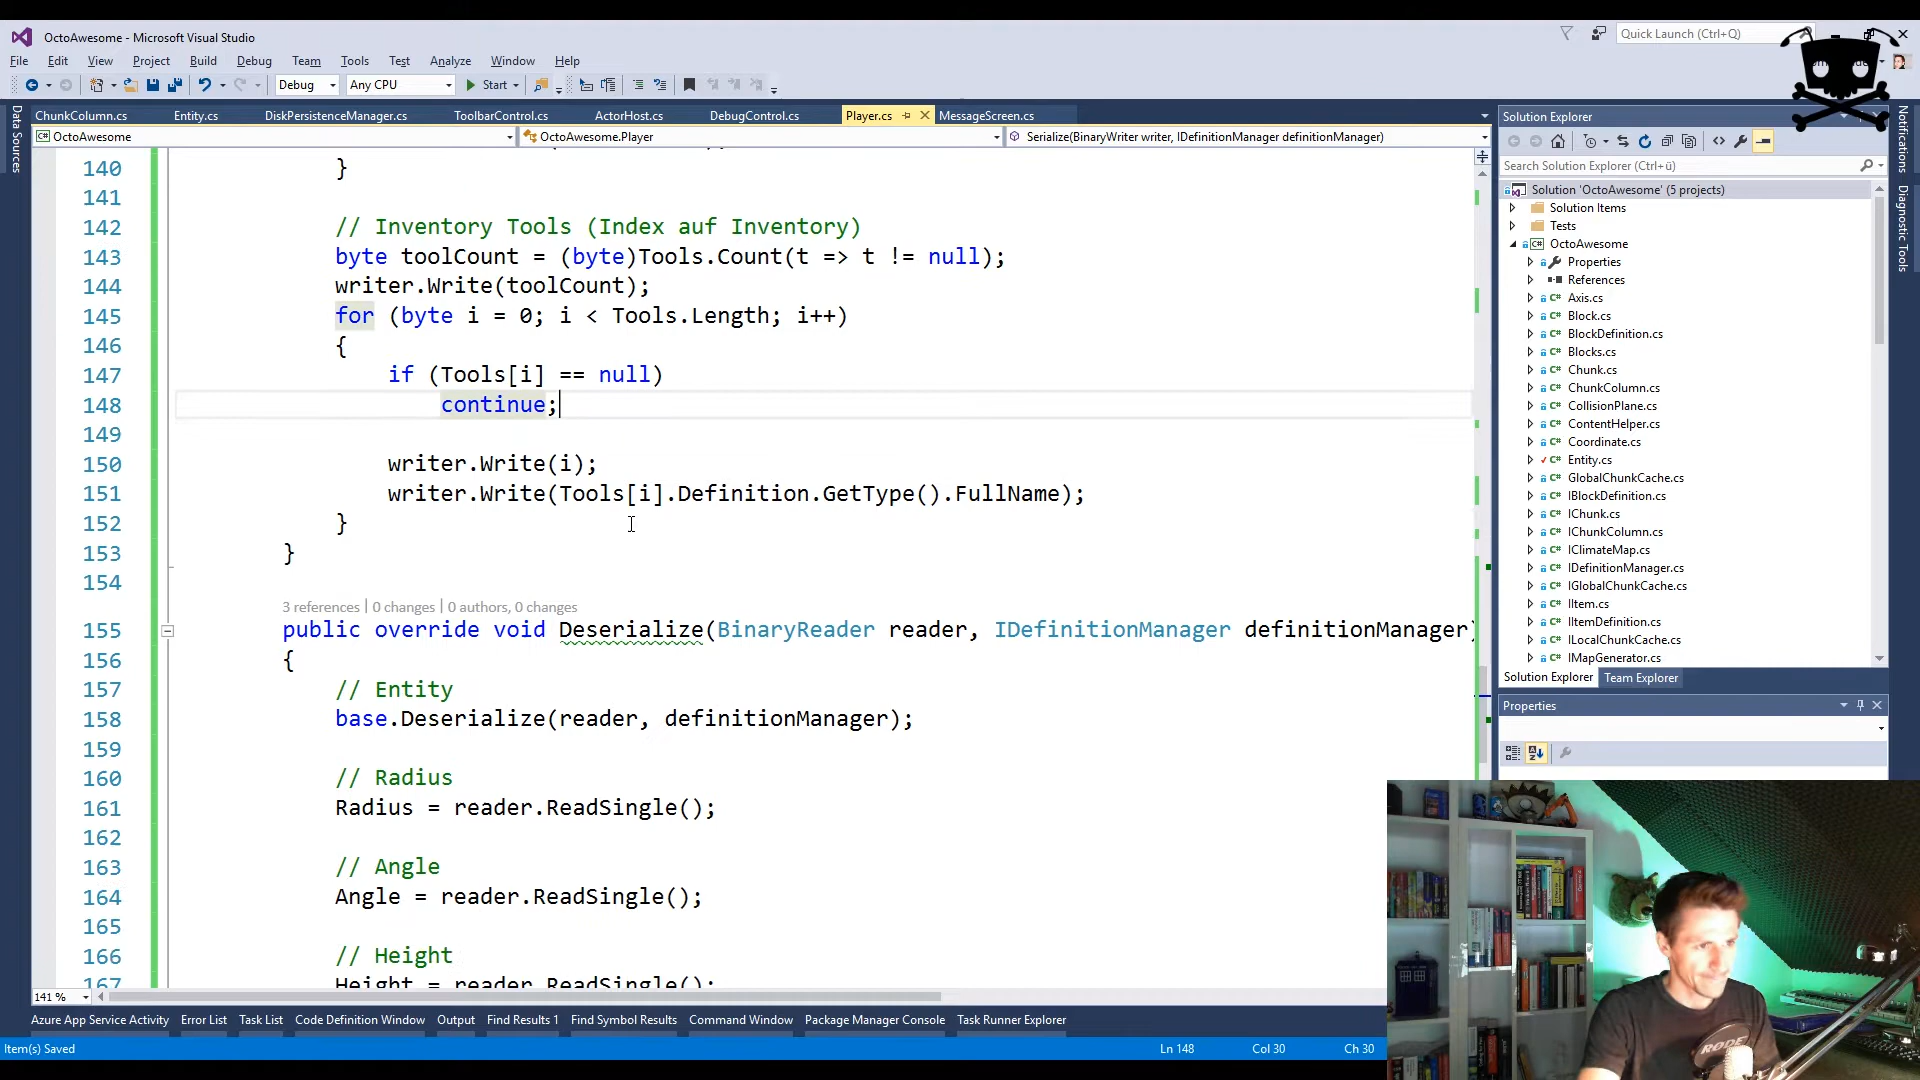 OctoAwesome - Microsoft Visual Studio
Quick Launch (Ctrl+Q)
File Edit View Project Build Debug Team Tools Test Analyze Window Help
Debug Any CPU Start
ChunkColumn.cs Entity.cs DiskPersistenceManager.cs ToolbarControl.cs ActorHost.cs DebugControl.cs Player.cs MessageScreen.cs
OctoAwesome OctoAwesome.Player Serialize(BinaryWriter writer, IDefinitionManager definitionManager)
Data Sources
140 }
141
142 // Inventory Tools (Index auf Inventory)
143 byte toolCount = (byte)Tools.Count(t => t != null);
144 writer.Write(toolCount);
145 for (byte i = 0; i < Tools.Length; i++)
146 {
147 if (Tools[i] == null)
148 continue;
149
150 writer.Write(i);
151 writer.Write(Tools[i].Definition.GetType().FullName);
152 }
153 }
154
3 references | 0 changes | 0 authors, 0 changes
155 public override void Deserialize(BinaryReader reader, IDefinitionManager definitionManager)
156 {
157 // Entity
158 base.Deserialize(reader, definitionManager);
159
160 // Radius
161 Radius = reader.ReadSingle();
162
163 // Angle
164 Angle = reader.ReadSingle();
165
166 // Height
167 Height = reader.ReadSingle();
141 %
Solution Explorer
Search Solution Explorer (Ctrl+ü)
Solution 'OctoAwesome' (5 projects)
Solution Items
Tests
OctoAwesome
Properties
References
Axis.cs
Block.cs
BlockDefinition.cs
Blocks.cs
Chunk.cs
ChunkColumn.cs
CollisionPlane.cs
ContentHelper.cs
Coordinate.cs
Entity.cs
GlobalChunkCache.cs
IBlockDefinition.cs
IChunk.cs
IChunkColumn.cs
IClimateMap.cs
IDefinitionManager.cs
IGlobalChunkCache.cs
IItem.cs
IItemDefinition.cs
ILocalChunkCache.cs
IMapGenerator.cs
Solution Explorer Team Explorer
Properties
Notifications
Diagnostic Tools
RØDE
Azure App Service Activity Error List Task List Code Definition Window Output Find Results 1 Find Symbol Results Command Window Package Manager Console Task Runner Explorer
Item(s) Saved Ln 148 Col 30 Ch 30